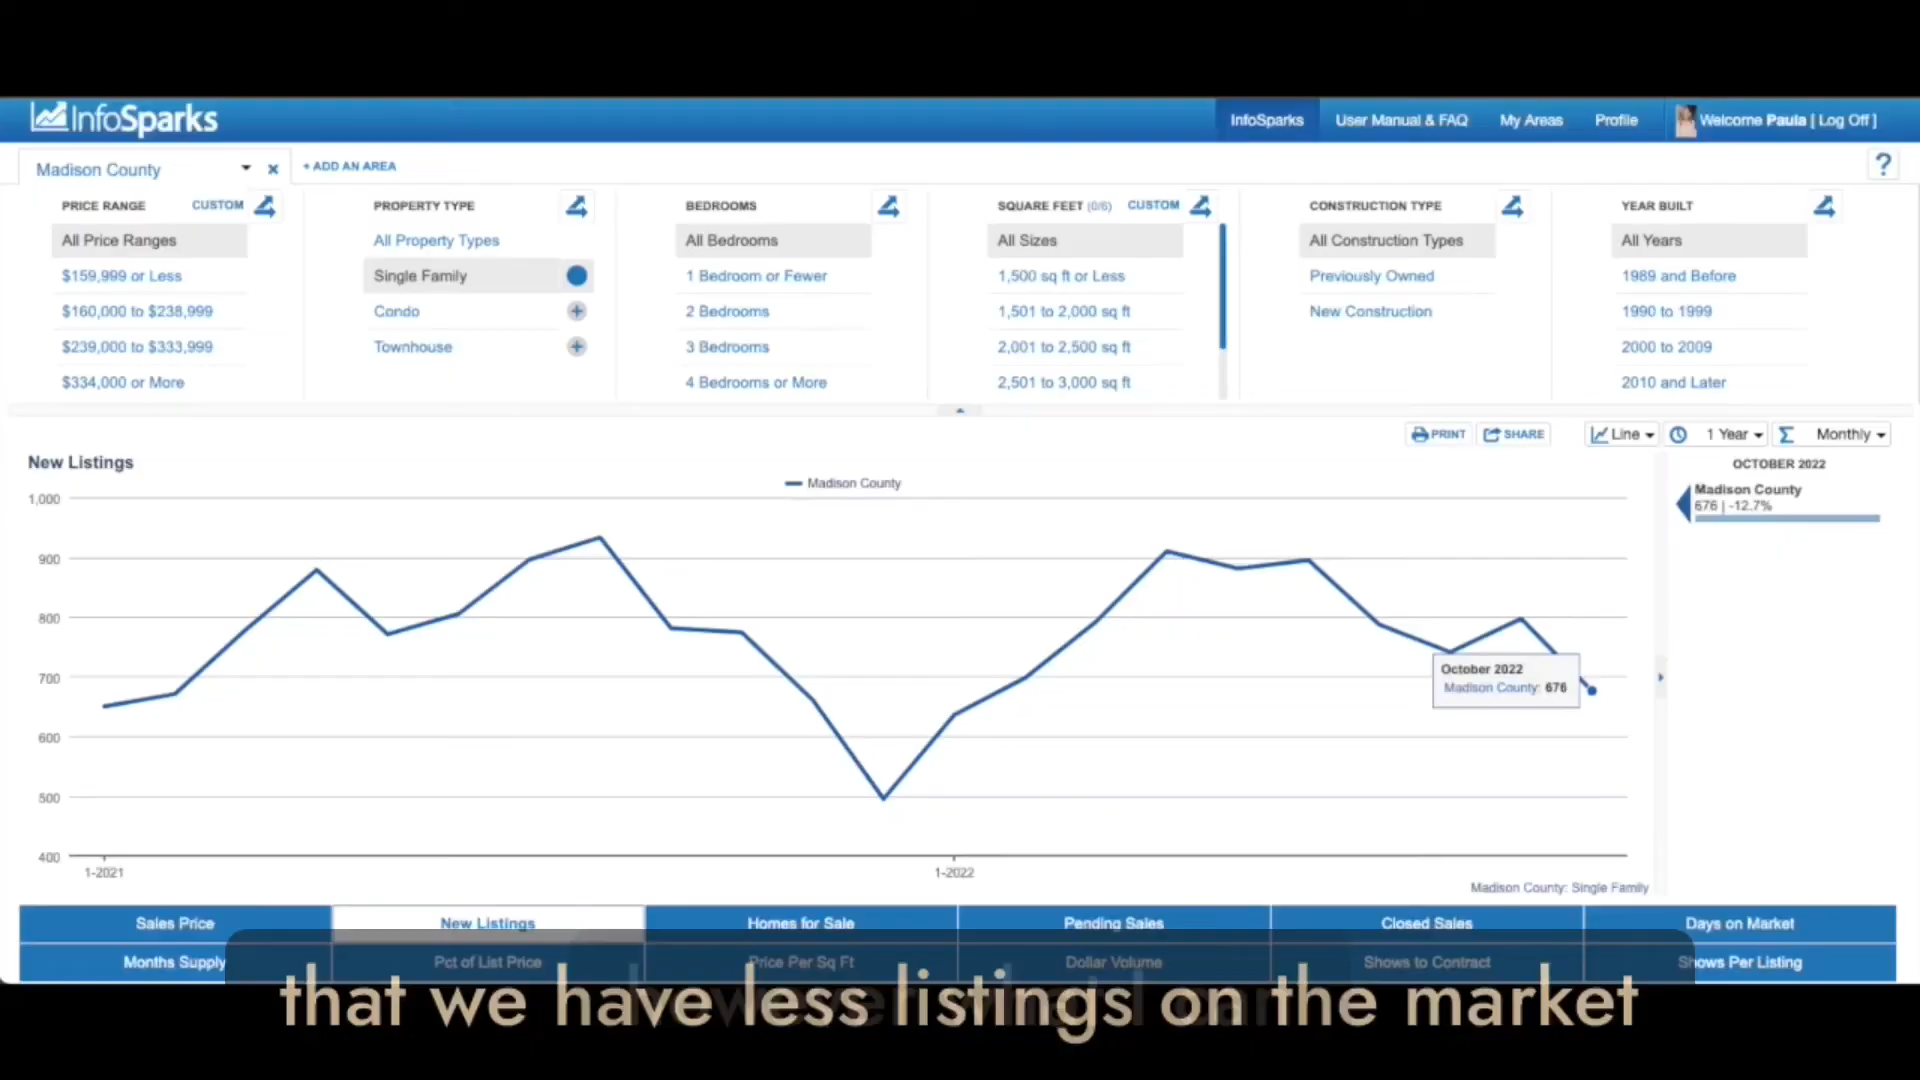 InfoSparks
InfoSparks User Manual & FAQ My Areas Profile Welcome Paula [ Log Off ]
Madison County + ADD AN AREA ?
PRICE RANGE CUSTOM
All Price Ranges
$159,999 or Less
$160,000 to $238,999
$239,000 to $333,999
$334,000 or More
PROPERTY TYPE
All Property Types
Single Family
Condo
Townhouse
BEDROOMS
All Bedrooms
1 Bedroom or Fewer
2 Bedrooms
3 Bedrooms
4 Bedrooms or More
SQUARE FEET (0/6) CUSTOM
All Sizes
1,500 sq ft or Less
1,501 to 2,000 sq ft
2,001 to 2,500 sq ft
2,501 to 3,000 sq ft
CONSTRUCTION TYPE
All Construction Types
Previously Owned
New Construction
YEAR BUILT
All Years
1989 and Before
1990 to 1999
2000 to 2009
2010 and Later
PRINT SHARE Line 1 Year Monthly
New Listings
Madison County
OCTOBER 2022
Madison County
676 | -12.7%
1,000
900
800
700
600
500
400
October 2022
Madison County: 676
1-2021 1-2022
Madison County: Single Family
Sales Price New Listings Homes for Sale Pending Sales Closed Sales Days on Market
Months Supply Pct of List Price Price Per Sq Ft Dollar Volume Shows to Contract Shows Per Listing
that we have less listings on the market